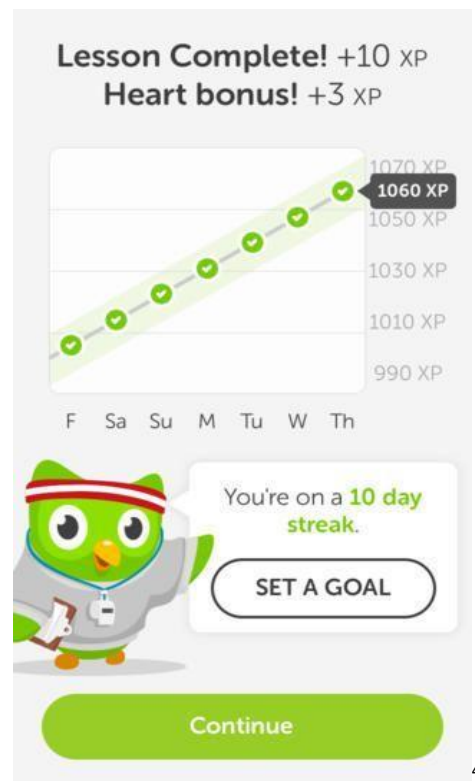 Lesson Complete! +10 XP
Heart bonus! +3 XP
1070 XP
1060 XP
1050 XP
1030 XP
1010 XP
990 XP
F Sa Su M Tu W Th
You're on a 10 day
streak.
SET A GOAL
Continue